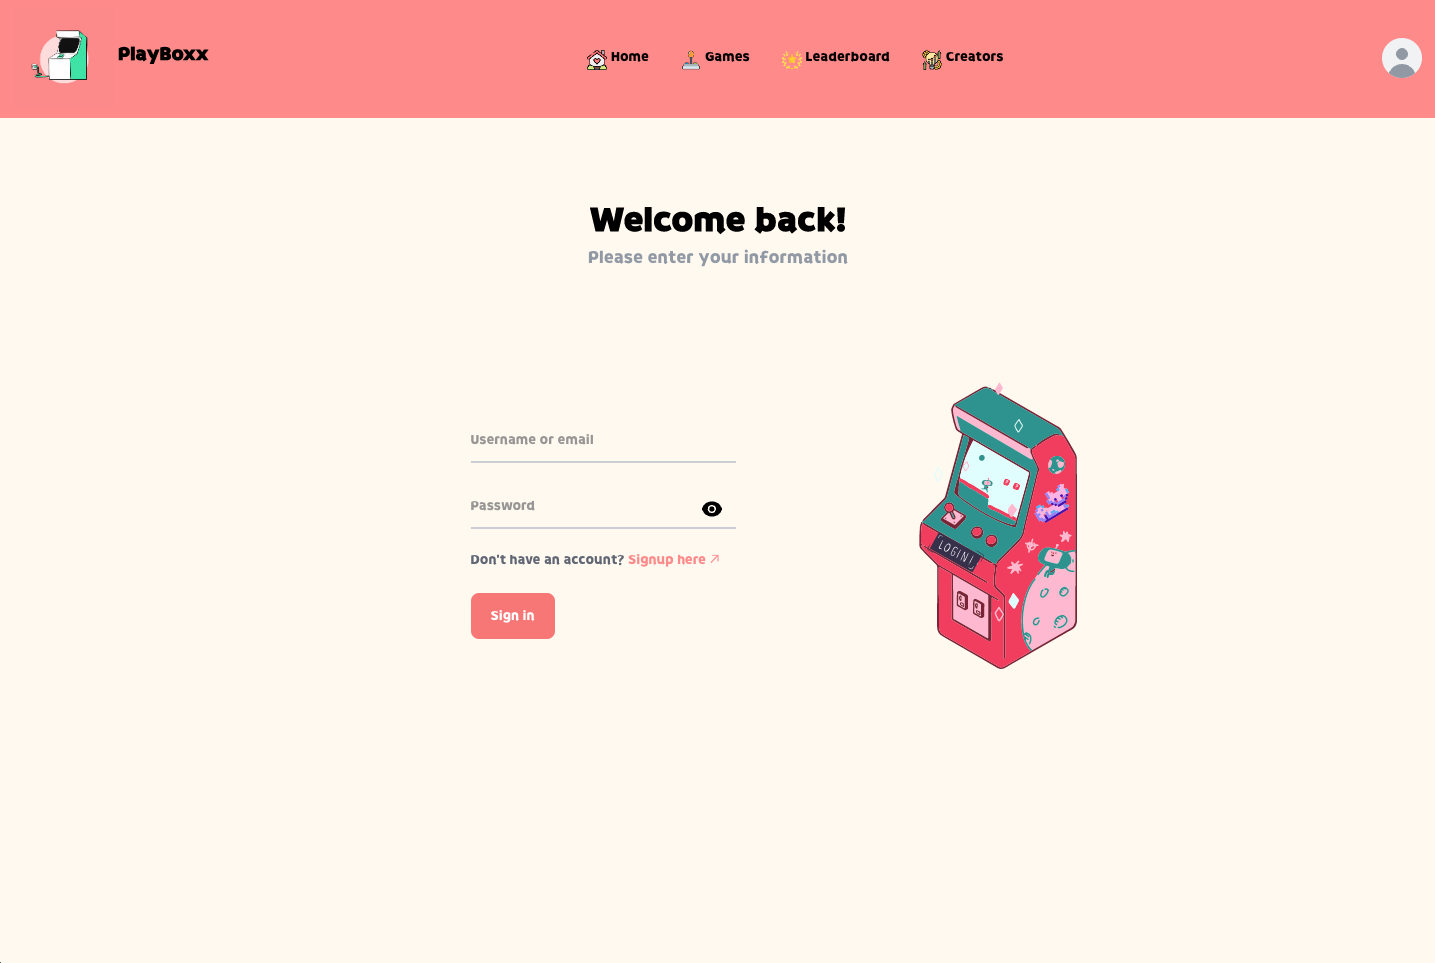 PlayBoxx
Home
Games
Leaderboard
Creators
Welcome back!
Please enter your information
Username or email
Password
Don't have an account? Signup here ↗
Sign in
LOGIN!